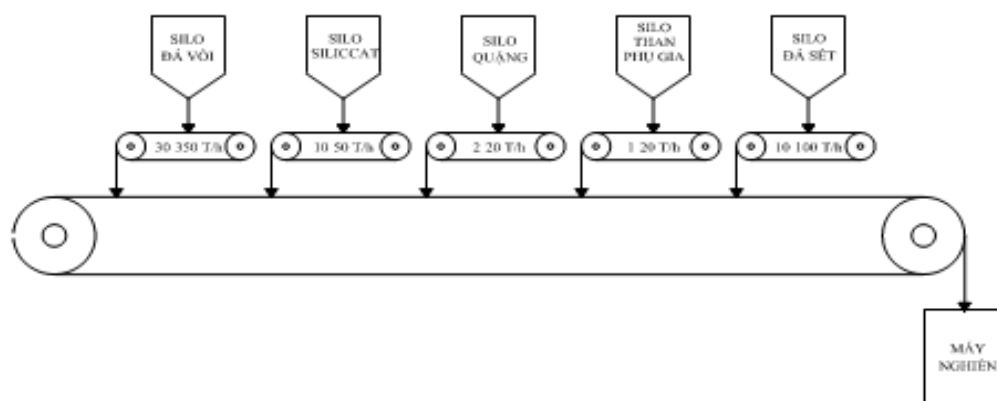 SILO
ĐÁ VÔI
SILO
SILICCAT
SILO
QUẶNG
SILO
THAN
PHỤ GIA
SILO
ĐÁ SÉT
30 350 T/h
10 50 T/h
2 20 T/h
1 20 T/h
10 100 T/h
MÁY
NGHIỀN